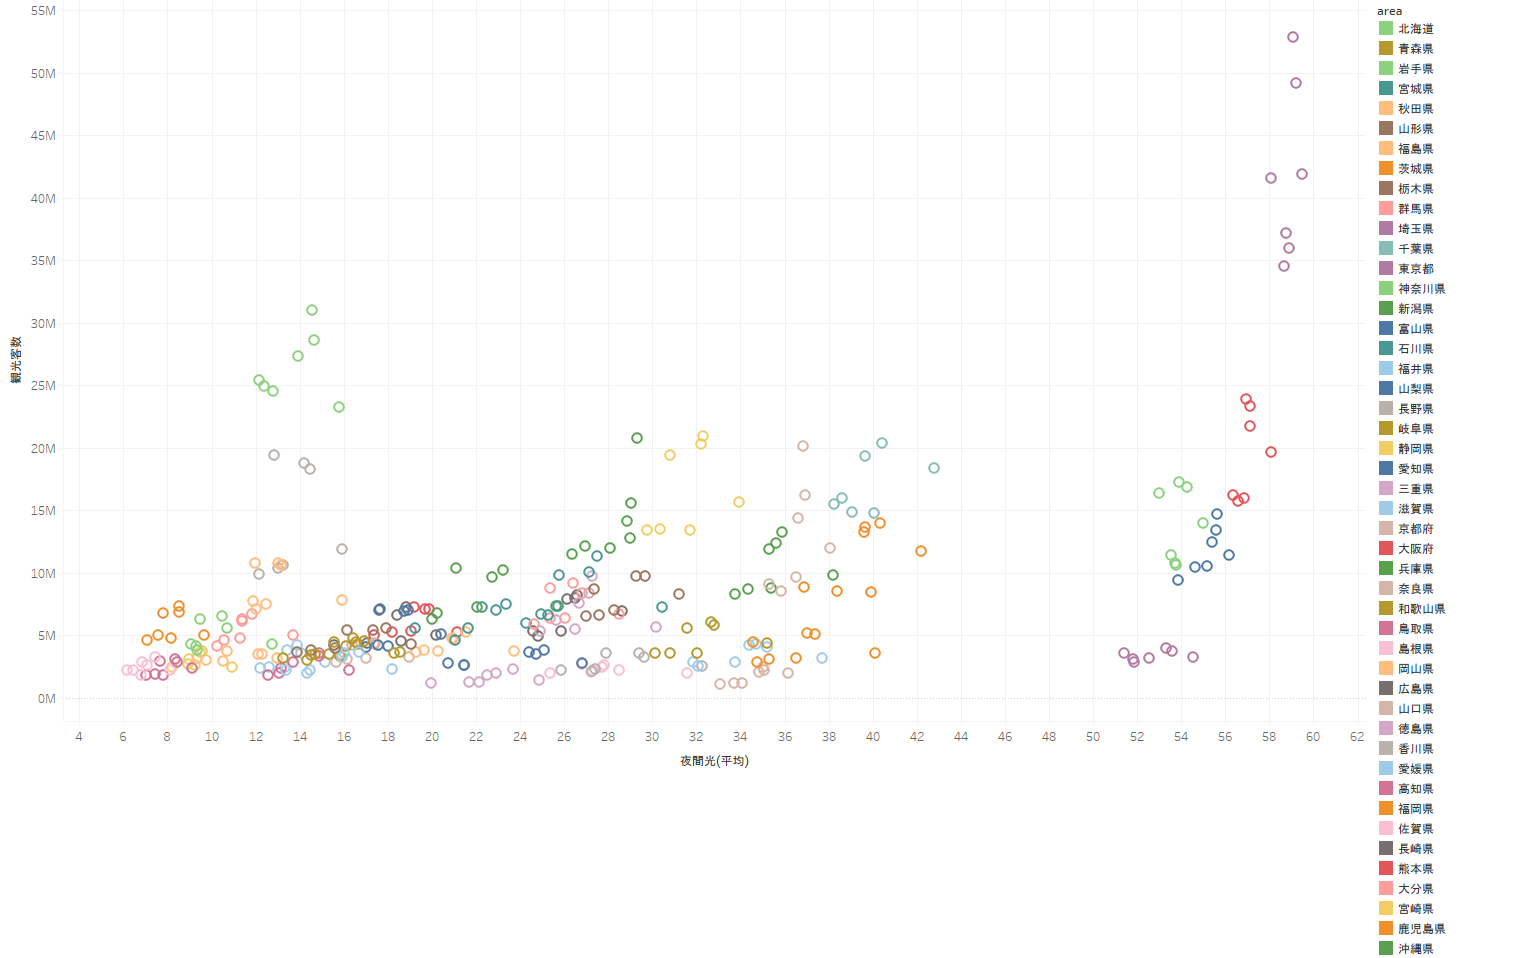 55M
50M
45M
40M
35M
30M
25M
20M
15M
10M
5M
0M
観光客数
4 6 8 10 12 14 16 18 20 22 24 26 28 30 32 34 36 38 40 42 44 46 48 50 52 54 56 58 60 62
夜間光(平均)
area
北海道
青森県
岩手県
宮城県
秋田県
山形県
福島県
茨城県
栃木県
群馬県
埼玉県
千葉県
東京都
神奈川県
新潟県
富山県
石川県
福井県
山梨県
長野県
岐阜県
静岡県
愛知県
三重県
滋賀県
京都府
大阪府
兵庫県
奈良県
和歌山県
鳥取県
島根県
岡山県
広島県
山口県
徳島県
香川県
愛媛県
高知県
福岡県
佐賀県
長崎県
熊本県
大分県
宮崎県
鹿児島県
沖縄県